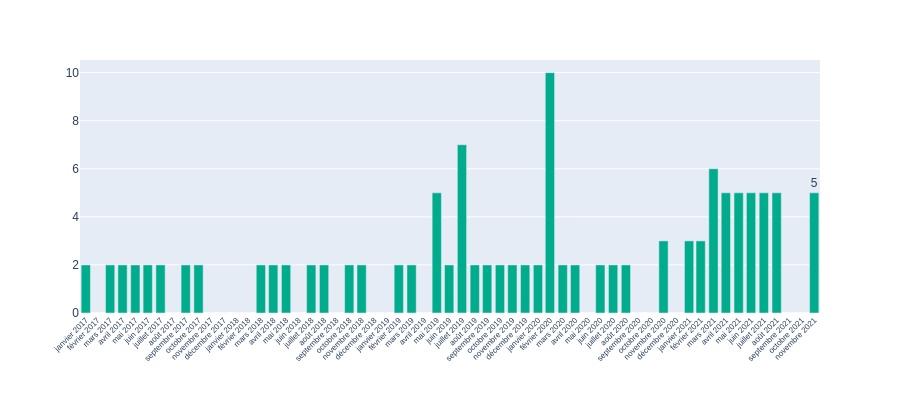 10
8
6
4
2
0
5
janvier 2017
février 2017
mars 2017
avril 2017
mai 2017
juin 2017
juillet 2017
août 2017
septembre 2017
octobre 2017
novembre 2017
décembre 2017
janvier 2018
février 2018
mars 2018
avril 2018
mai 2018
juin 2018
juillet 2018
août 2018
septembre 2018
octobre 2018
novembre 2018
décembre 2018
janvier 2019
février 2019
mars 2019
avril 2019
mai 2019
juin 2019
juillet 2019
août 2019
septembre 2019
octobre 2019
novembre 2019
décembre 2019
janvier 2020
février 2020
mars 2020
avril 2020
mai 2020
juin 2020
juillet 2020
août 2020
septembre 2020
octobre 2020
novembre 2020
décembre 2020
janvier 2021
février 2021
mars 2021
avril 2021
mai 2021
juin 2021
juillet 2021
août 2021
septembre 2021
octobre 2021
novembre 2021